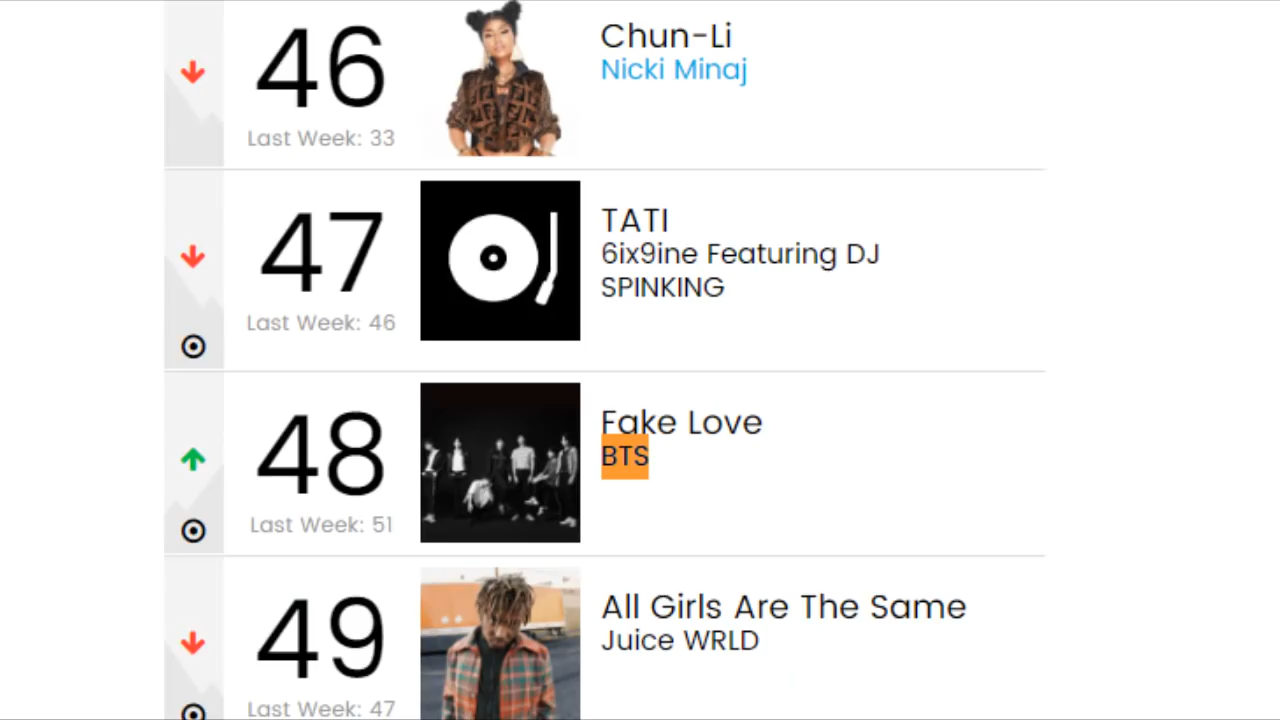 46
Last Week: 33
Chun-Li
Nicki Minaj
47
Last Week: 46
TATI
6ix9ine Featuring DJ
SPINKING
48
Last Week: 51
Fake Love
BTS
49
Last Week: 47
All Girls Are The Same
Juice WRLD